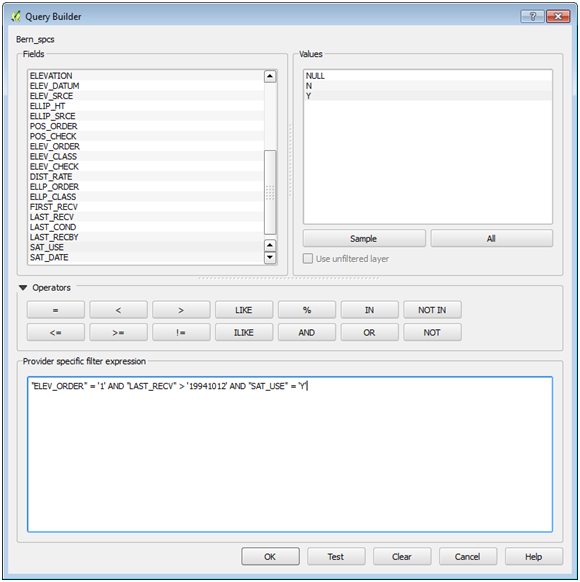 Query Builder
Bern_spcs
Fields
ELEVATION
ELEV_DATUM
ELEV_SRCE
ELLIP_HT
ELLIP_SRCE
POS_ORDER
POS_CHECK
ELEV_ORDER
ELEV_CLASS
ELEV_CHECK
DIST_RATE
ELLP_ORDER
ELLP_CLASS
FIRST_RECV
LAST_RECV
LAST_COND
LAST_RECBY
SAT_USE
SAT_DATE
Values
NULL
N
Y
Sample All
Use unfiltered layer
Operators
= < > LIKE % IN NOT IN
<= >= != ILIKE AND OR NOT
Provider specific filter expression
"ELEV_ORDER" = '1' AND "LAST_RECV" > '19941012' AND "SAT_USE" = 'Y'
OK Test Clear Cancel Help